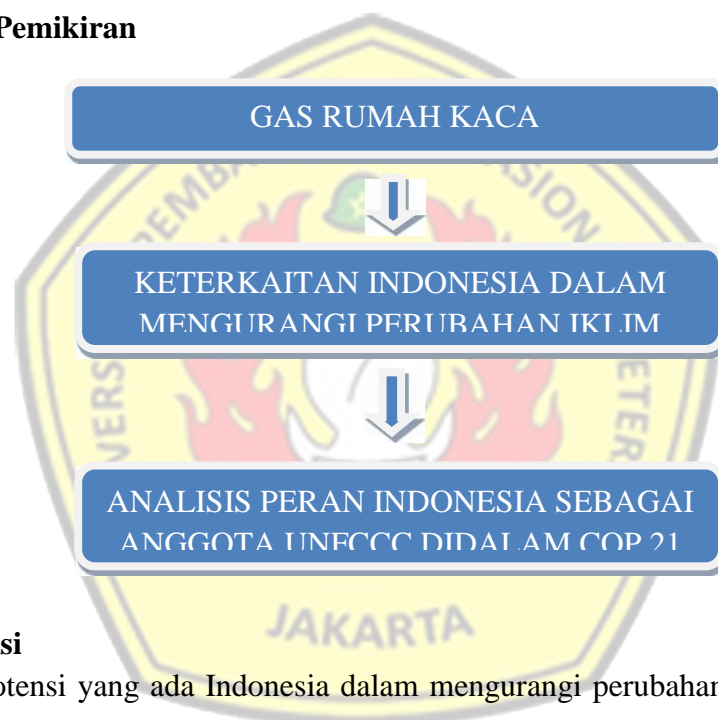 Pemikiran
GAS RUMAH KACA
KETERKAITAN INDONESIA DALAM
MENGURANGI PERUBAHAN IKLIM
ANALISIS PERAN INDONESIA SEBAGAI
ANGGOTA UNFCCC DIDALAM COP 21
JAKARTA
si
otensi yang ada Indonesia dalam mengurangi perubahan